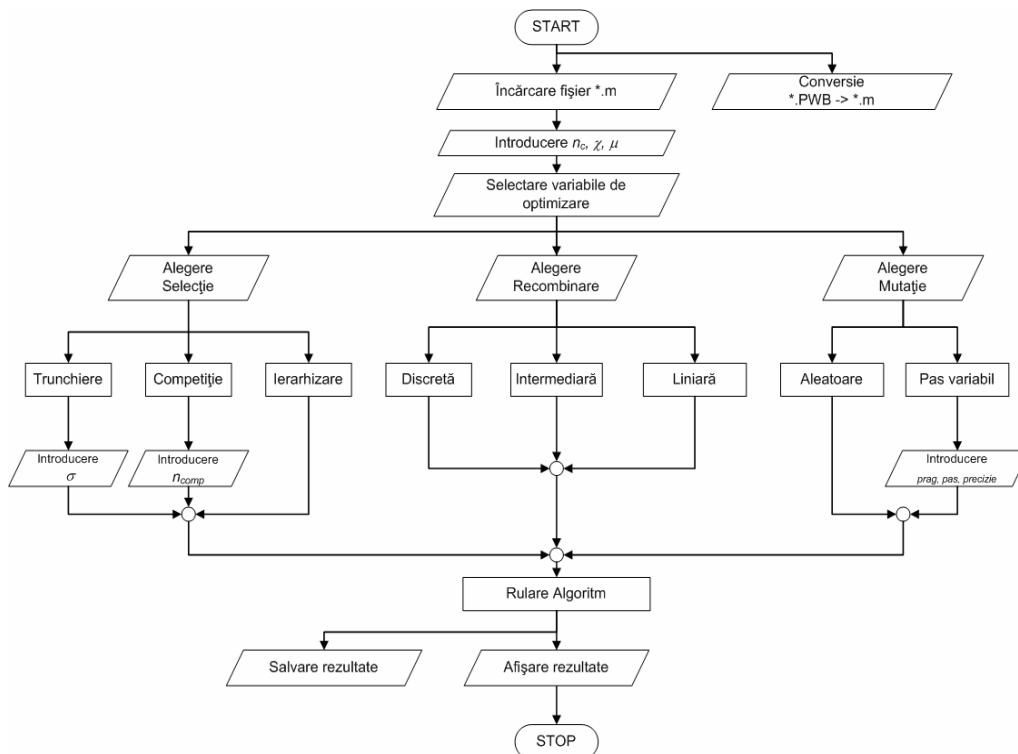 START
Încărcare fişier *.m
Conversie
*.PWB -> *.m
Introducere n_c, χ, μ
Selectare variabile de
optimizare
Alegere
Selecţie
Alegere
Recombinare
Alegere
Mutaţie
Trunchiere
Competiţie
Ierarhizare
Discretă
Intermediară
Liniară
Aleatoare
Pas variabil
Introducere
σ
Introducere
n_comp
Introducere
prag, pas, precizie
Rulare Algoritm
Salvare rezultate
Afişare rezultate
STOP